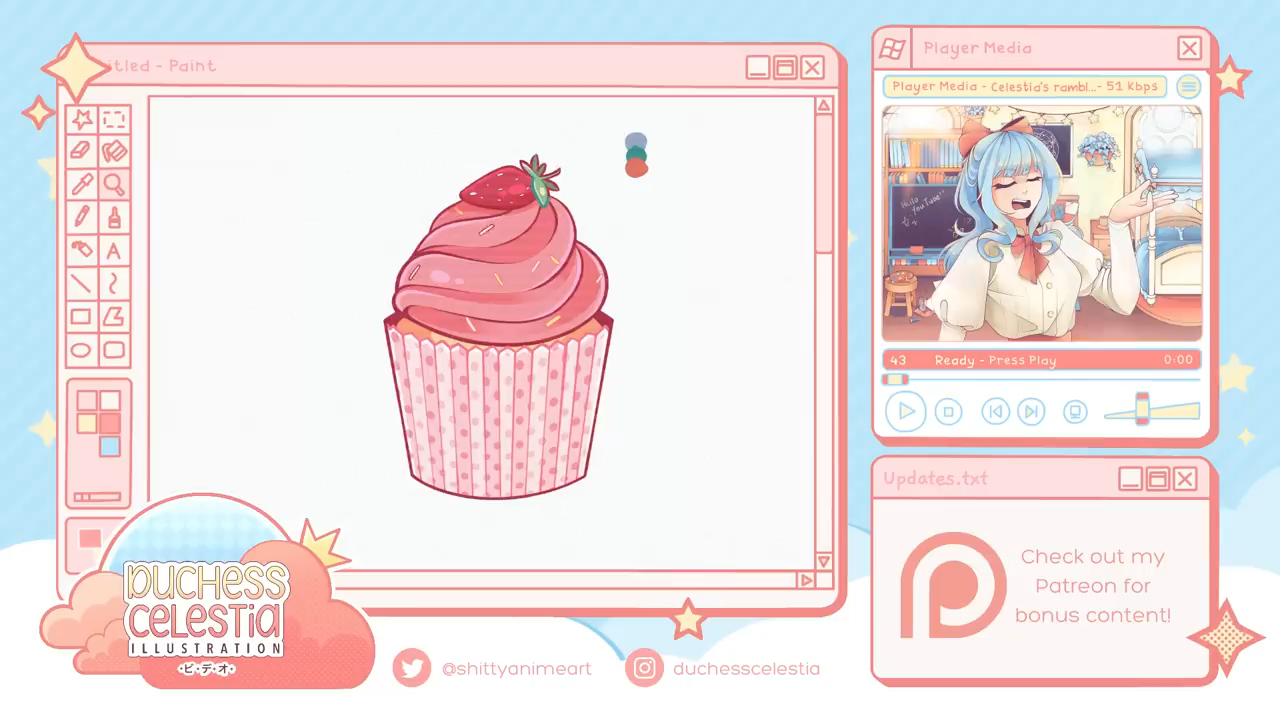 titled - Paint
Player Media
Player Media - Celestia's rambl...- 51 Kbps
Hello
YouTube!
43 Ready - Press Play 0:00
Updates.txt
Check out my
Patreon for
bonus content!
A
DUCHESS
CELESTIA
ILLUSTRATION
・ビ・デ・オ・
@shittyanimeart
duchesscelestia